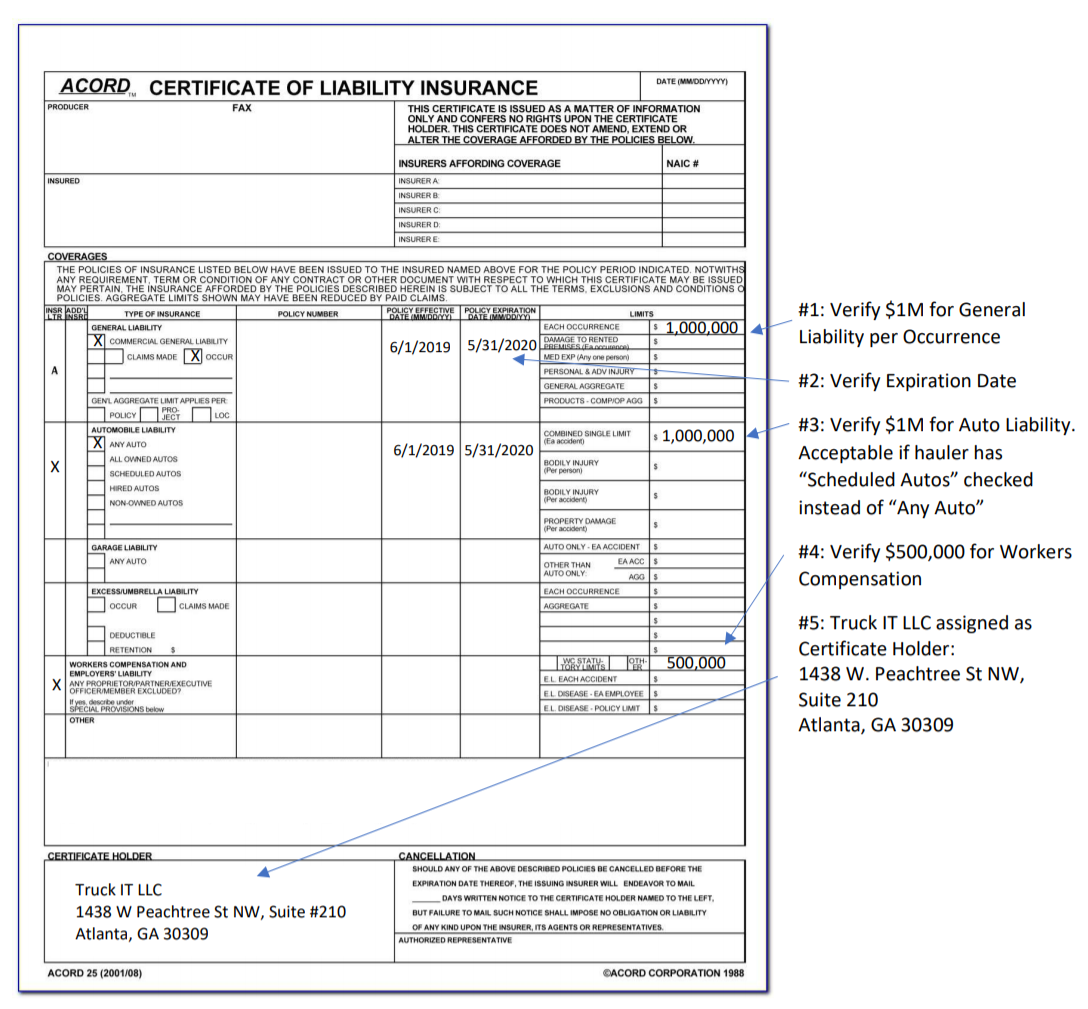 ACORD TM CERTIFICATE OF LIABILITY INSURANCE
DATE (MM/DD/YYYY)
PRODUCER FAX
THIS CERTIFICATE IS ISSUED AS A MATTER OF INFORMATION
ONLY AND CONFERS NO RIGHTS UPON THE CERTIFICATE
HOLDER. THIS CERTIFICATE DOES NOT AMEND, EXTEND OR
ALTER THE COVERAGE AFFORDED BY THE POLICIES BELOW.
INSURERS AFFORDING COVERAGE NAIC #
INSURED
INSURER A:
INSURER B:
INSURER C:
INSURER D:
INSURER E:
COVERAGES
THE POLICIES OF INSURANCE LISTED BELOW HAVE BEEN ISSUED TO THE INSURED NAMED ABOVE FOR THE POLICY PERIOD INDICATED. NOTWITHS
ANY REQUIREMENT, TERM OR CONDITION OF ANY CONTRACT OR OTHER DOCUMENT WITH RESPECT TO WHICH THIS CERTIFICATE MAY BE ISSUED
MAY PERTAIN, THE INSURANCE AFFORDED BY THE POLICIES DESCRIBED HEREIN IS SUBJECT TO ALL THE TERMS, EXCLUSIONS AND CONDITIONS O
POLICIES. AGGREGATE LIMITS SHOWN MAY HAVE BEEN REDUCED BY PAID CLAIMS.
INSR LTR
ADD'L INSRD
TYPE OF INSURANCE
POLICY NUMBER
POLICY EFFECTIVE DATE (MM/DD/YY)
POLICY EXPIRATION DATE (MM/DD/YY)
LIMITS
A
GENERAL LIABILITY
X COMMERCIAL GENERAL LIABILITY
CLAIMS MADE X OCCUR
GEN'L AGGREGATE LIMIT APPLIES PER:
POLICY PRO-JECT LOC
6/1/2019 5/31/2020
EACH OCCURRENCE $ 1,000,000
DAMAGE TO RENTED
PREMISES (Ea occurence) $
MED EXP (Any one person) $
PERSONAL & ADV INJURY $
GENERAL AGGREGATE $
PRODUCTS - COMP/OP AGG $
X
AUTOMOBILE LIABILITY
X ANY AUTO
ALL OWNED AUTOS
SCHEDULED AUTOS
HIRED AUTOS
NON-OWNED AUTOS
6/1/2019 5/31/2020
COMBINED SINGLE LIMIT
(Ea accident) $ 1,000,000
BODILY INJURY
(Per person) $
BODILY INJURY
(Per accident) $
PROPERTY DAMAGE
(Per accident) $
GARAGE LIABILITY
ANY AUTO
AUTO ONLY - EA ACCIDENT $
OTHER THAN
AUTO ONLY:
EA ACC $
AGG $
EXCESS/UMBRELLA LIABILITY
OCCUR CLAIMS MADE
DEDUCTIBLE
RETENTION $
EACH OCCURRENCE $
AGGREGATE $
$
$
$
X
WORKERS COMPENSATION AND
EMPLOYERS' LIABILITY
ANY PROPRIETOR/PARTNER/EXECUTIVE
OFFICER/MEMBER EXCLUDED?
If yes, describe under
SPECIAL PROVISIONS below
WC STATU-
TORY LIMITS
OTH-
ER
500,000
E.L. EACH ACCIDENT $
E.L. DISEASE - EA EMPLOYEE $
E.L. DISEASE - POLICY LIMIT $
OTHER
CERTIFICATE HOLDER
Truck IT LLC
1438 W Peachtree St NW, Suite #210
Atlanta, GA 30309
CANCELLATION
SHOULD ANY OF THE ABOVE DESCRIBED POLICIES BE CANCELLED BEFORE THE
EXPIRATION DATE THEREOF, THE ISSUING INSURER WILL ENDEAVOR TO MAIL
______ DAYS WRITTEN NOTICE TO THE CERTIFICATE HOLDER NAMED TO THE LEFT,
BUT FAILURE TO MAIL SUCH NOTICE SHALL IMPOSE NO OBLIGATION OR LIABILITY
OF ANY KIND UPON THE INSURER, ITS AGENTS OR REPRESENTATIVES.
AUTHORIZED REPRESENTATIVE
ACORD 25 (2001/08)
©ACORD CORPORATION 1988
#1: Verify $1M for General
Liability per Occurrence
#2: Verify Expiration Date
#3: Verify $1M for Auto Liability.
Acceptable if hauler has
“Scheduled Autos” checked
instead of “Any Auto”
#4: Verify $500,000 for Workers
Compensation
#5: Truck IT LLC assigned as
Certificate Holder:
1438 W. Peachtree St NW,
Suite 210
Atlanta, GA 30309